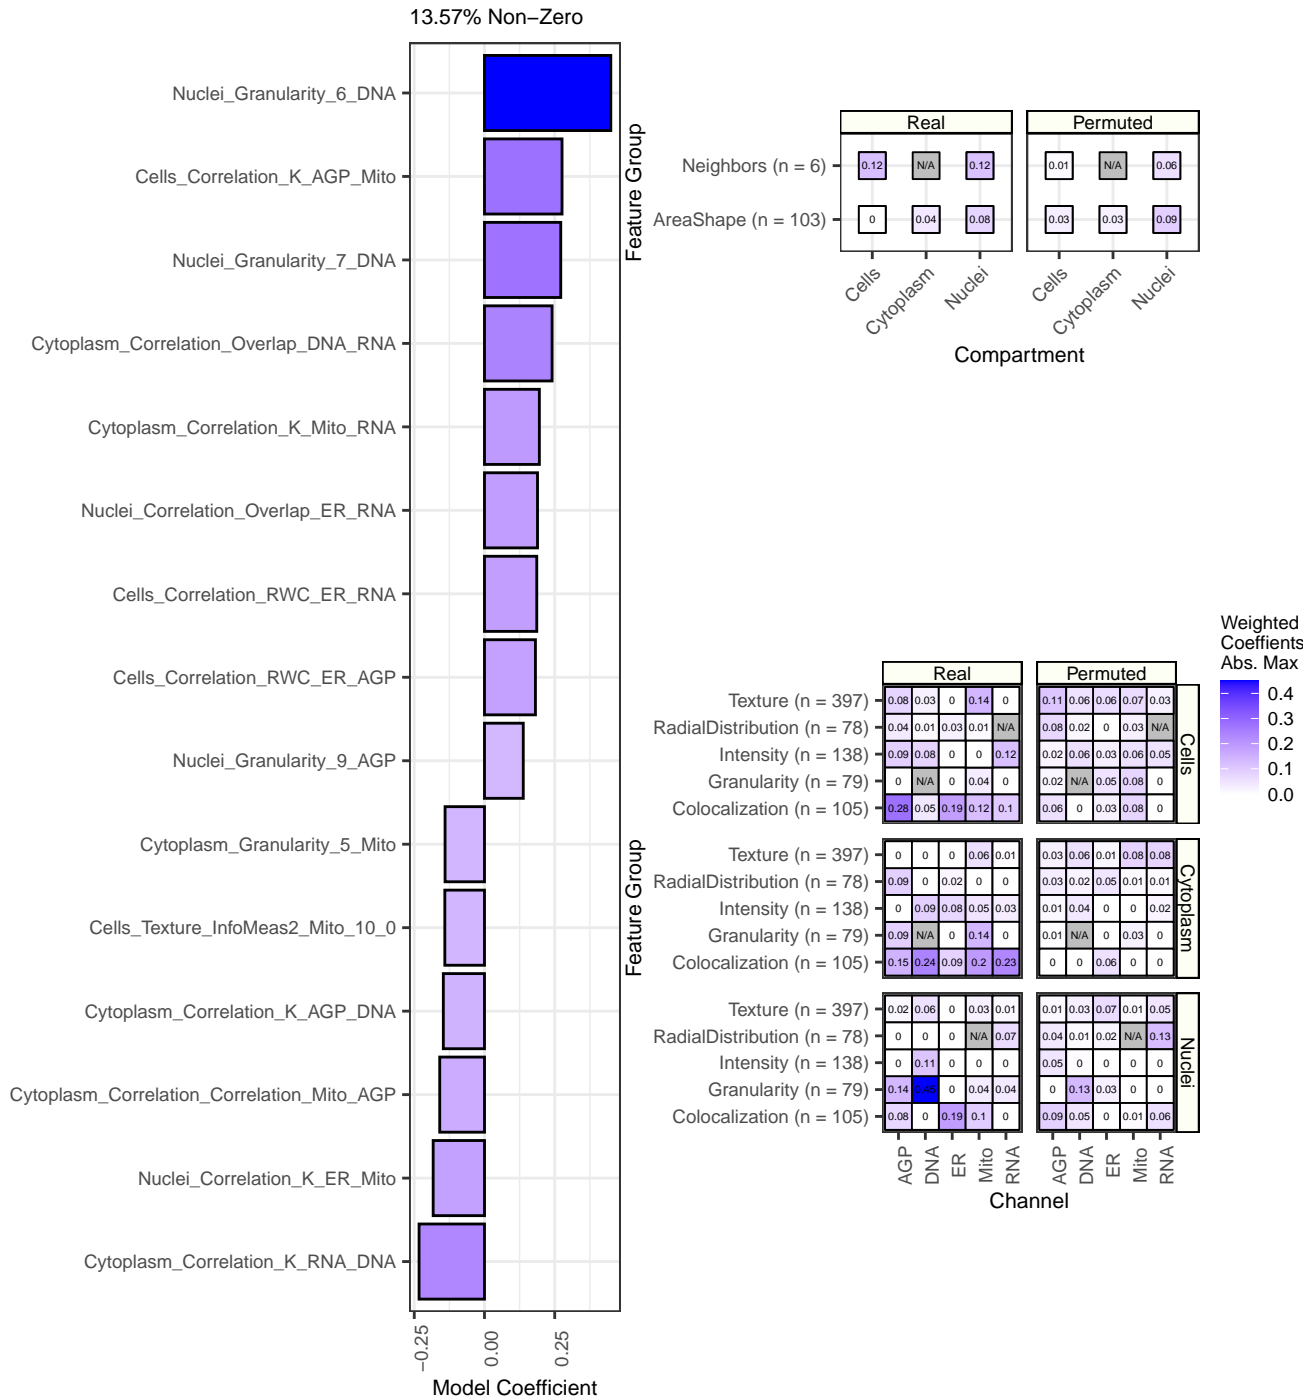 13.57% Non−Zero
Nuclei_Granularity_6_DNA
Cells_Correlation_K_AGP_Mito
Nuclei_Granularity_7_DNA
Cytoplasm_Correlation_Overlap_DNA_RNA
Cytoplasm_Correlation_K_Mito_RNA
Nuclei_Correlation_Overlap_ER_RNA
Cells_Correlation_RWC_ER_RNA
Cells_Correlation_RWC_ER_AGP
Nuclei_Granularity_9_AGP
Cytoplasm_Granularity_5_Mito
Cells_Texture_InfoMeas2_Mito_10_0
Cytoplasm_Correlation_K_AGP_DNA
Cytoplasm_Correlation_Correlation_Mito_AGP
Nuclei_Correlation_K_ER_Mito
Cytoplasm_Correlation_K_RNA_DNA
−0.25 0.00 0.25
Model Coefficient
Feature Group
Real Permuted
Neighbors (n = 6) 0.12 N/A 0.12 0.01 N/A 0.06
AreaShape (n = 103) 0 0.04 0.08 0.03 0.03 0.09
Cells Cytoplasm Nuclei Cells Cytoplasm Nuclei
Compartment
Feature Group
Real Permuted
Texture (n = 397) 0.08 0.03 0 0.14 0 0.11 0.06 0.06 0.07 0.03
RadialDistribution (n = 78) 0.04 0.01 0.03 0.01 N/A 0.08 0.02 0 0.03 N/A
Intensity (n = 138) 0.09 0.08 0 0 0.12 0.02 0.06 0.03 0.06 0.05
Granularity (n = 79) 0 N/A 0 0.04 0 0.02 N/A 0.05 0.08 0
Colocalization (n = 105) 0.28 0.05 0.19 0.12 0.1 0.06 0 0.03 0.08 0
Cells
Texture (n = 397) 0 0 0 0.06 0.01 0.03 0.06 0.01 0.08 0.08
RadialDistribution (n = 78) 0.09 0 0.02 0 0 0.03 0.02 0.05 0.01 0.01
Intensity (n = 138) 0 0.09 0.08 0.05 0.03 0.01 0.04 0 0 0.02
Granularity (n = 79) 0.09 N/A 0 0.14 0 0.01 N/A 0 0.03 0
Colocalization (n = 105) 0.15 0.24 0.09 0.2 0.23 0 0 0.06 0 0
Cytoplasm
Texture (n = 397) 0.02 0.06 0 0.03 0.01 0.01 0.03 0.07 0.01 0.05
RadialDistribution (n = 78) 0 0 0 N/A 0.07 0.04 0.01 0.02 N/A 0.13
Intensity (n = 138) 0 0.11 0 0 0 0.05 0 0 0 0
Granularity (n = 79) 0.14 0.45 0 0.04 0.04 0 0.13 0.03 0 0
Colocalization (n = 105) 0.08 0 0.19 0.1 0 0.09 0.05 0 0.01 0.06
Nuclei
AGP DNA ER Mito RNA AGP DNA ER Mito RNA
Channel
Weighted
Coeffients
Abs. Max
0.4
0.3
0.2
0.1
0.0